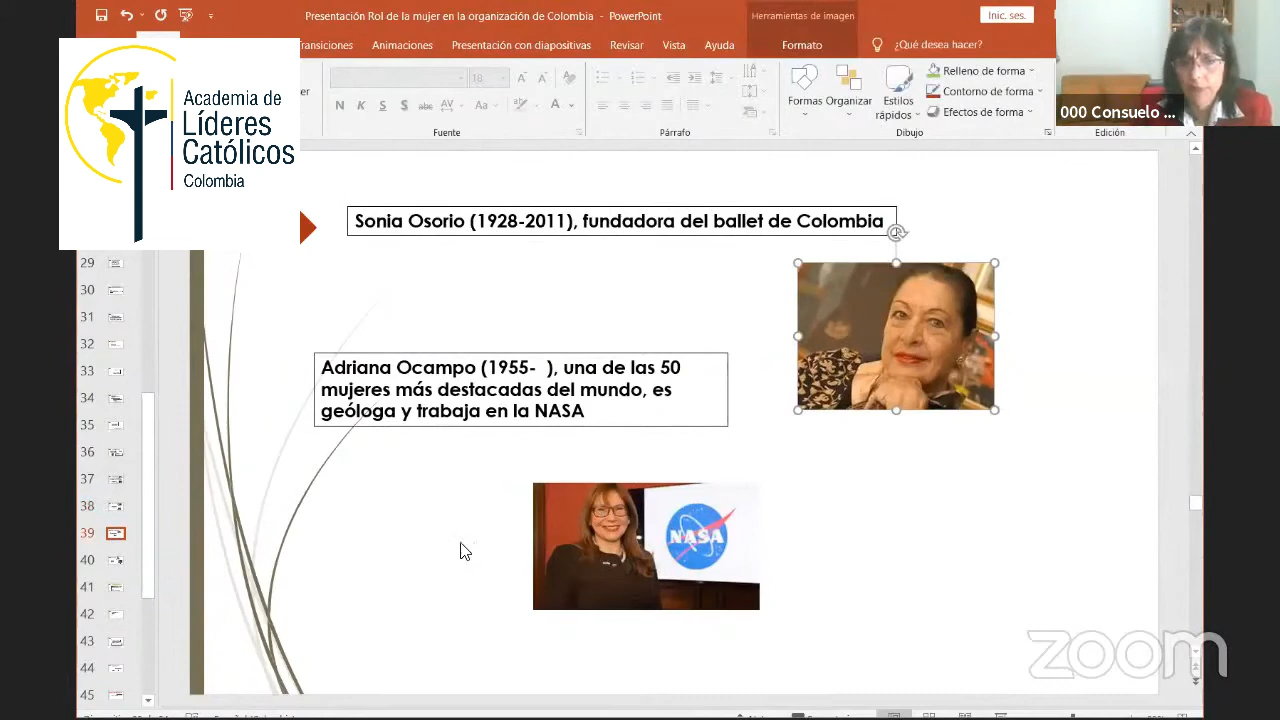 Presentación Rol de la mujer en la organización de Colombia - PowerPoint
Herramientas de imagen
Inic. ses.
Transiciones
Animaciones
Presentación con diapositivas
Revisar
Vista
Ayuda
Formato
¿Qué desea hacer?
18
N K S S abc AV Aa A
Fuente
Párrafo
Formas
Organizar
Estilos
rápidos
Relleno de forma
Contorno de forma
Efectos de forma
Dibujo
Edición
000 Consuelo ...
Academia de
Líderes
Católicos
Colombia
29
30
31
32
33
34
35
36
37
38
39
40
41
42
43
44
45
Sonia Osorio (1928-2011), fundadora del ballet de Colombia
Adriana Ocampo (1955- ), una de las 50
mujeres más destacadas del mundo, es
geóloga y trabaja en la NASA
NASA
zoom